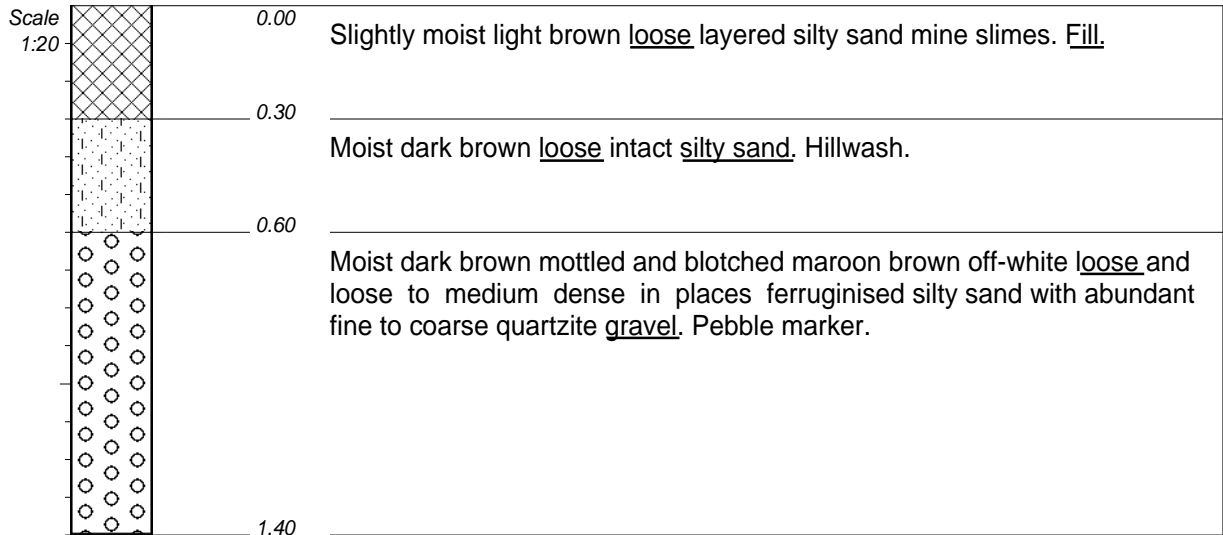 Scale
1:20
0.00
Slightly moist light brown loose layered silty sand mine slimes. Fill.
0.30
Moist dark brown loose intact silty sand. Hillwash.
0.60
Moist dark brown mottled and blotched maroon brown off-white loose and
loose to medium dense in places ferruginised silty sand with abundant
fine to coarse quartzite gravel. Pebble marker.
1.40